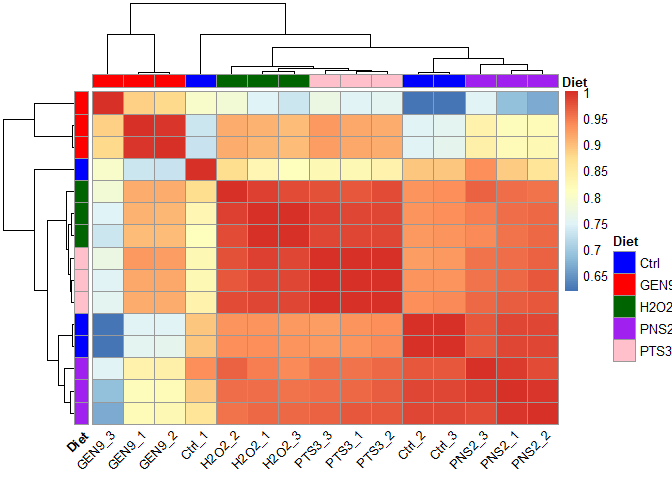 Diet
1
0.95
0.9
0.85
0.8
0.75
0.7
0.65
Diet
Ctrl
GEN9
H2O2
PNS2
PTS3
Diet
GEN9_3
GEN9_1
GEN9_2
Ctrl_1
H2O2_2
H2O2_1
H2O2_3
PTS3_3
PTS3_1
PTS3_2
Ctrl_2
Ctrl_3
PNS2_3
PNS2_1
PNS2_2